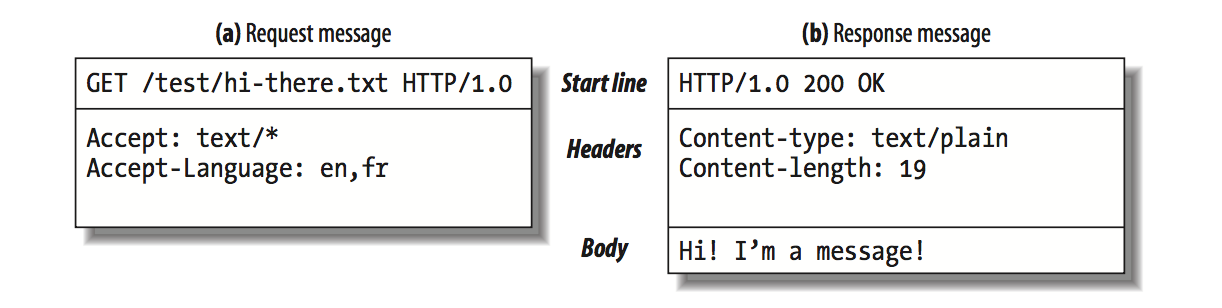 (a) Request message
GET /test/hi-there.txt HTTP/1.0
Accept: text/*
Accept-Language: en,fr
Start line
Headers
Body
(b) Response message
HTTP/1.0 200 OK
Content-type: text/plain
Content-length: 19
Hi! I’m a message!